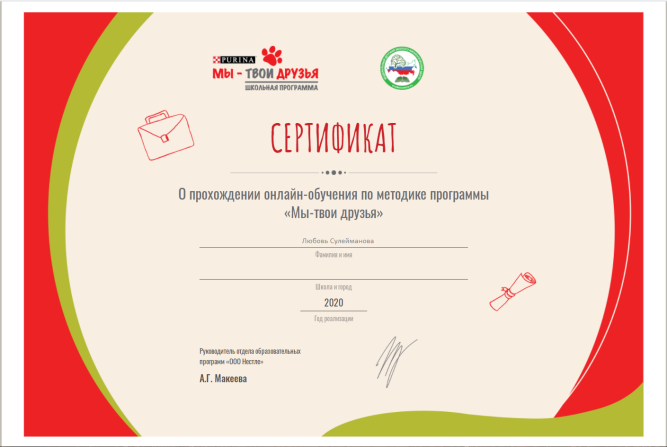 PURINA
МЫ - ТВОИ ДРУЗЬЯ
ШКОЛЬНАЯ ПРОГРАММА
СЕРТИФИКАТ
О прохождении онлайн-обучения по методике программы
«Мы-твои друзья»
Любовь Сулейманова
Фамилия и имя
Школа и город
2020
Год реализации
Руководитель отдела образовательных
программ «ООО Нестле»
А.Г. Макеева